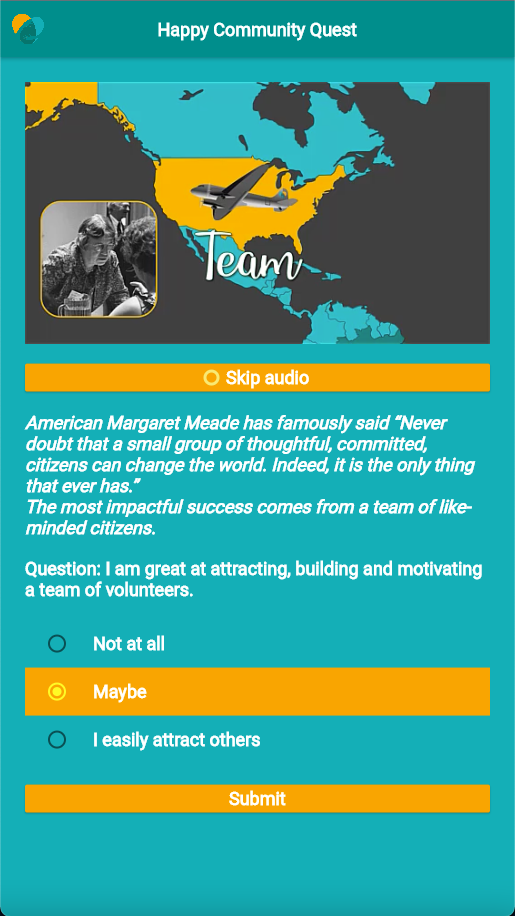 Happy Community Quest
Team
Skip audio
American Margaret Meade has famously said “Never
doubt that a small group of thoughtful, committed,
citizens can change the world. Indeed, it is the only thing
that ever has.”
The most impactful success comes from a team of like-
minded citizens.
Question: I am great at attracting, building and motivating
a team of volunteers.
Not at all
Maybe
I easily attract others
Submit